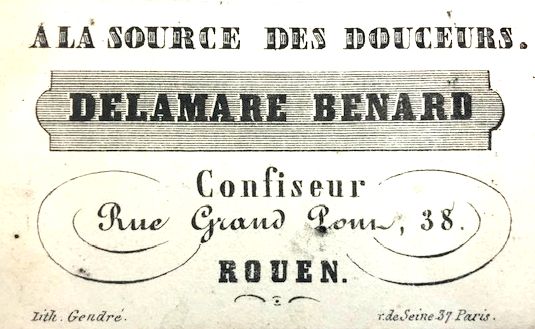 A LA SOURCE DES DOUCEURS.
DELAMARE BENARD
Confiseur
Rue Grand Pont, 38.
ROUEN.
Lith. Gendré. r. de Seine 37 Paris.